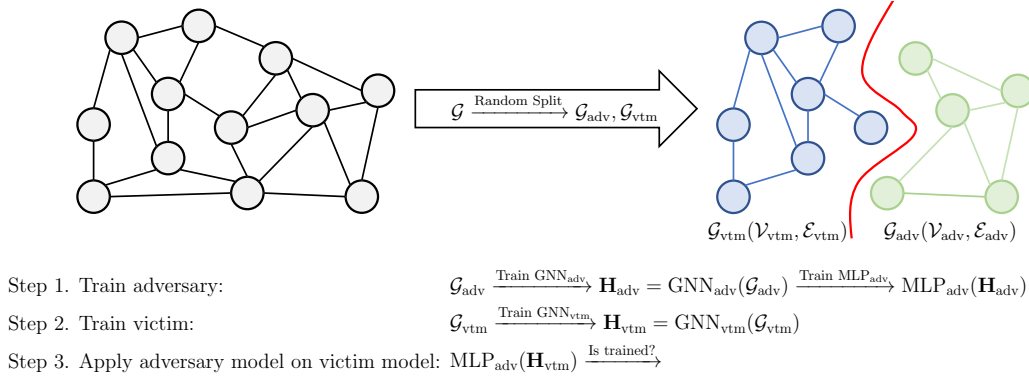 𝒢 —Random Split→ 𝒢_adv, 𝒢_vtm
𝒢_vtm(𝒱_vtm, ℰ_vtm)
𝒢_adv(𝒱_adv, ℰ_adv)
Step 1. Train adversary: 𝒢_adv —Train GNN_adv→ 𝐇_adv = GNN_adv(𝒢_adv) —Train MLP_adv→ MLP_adv(𝐇_adv)
Step 2. Train victim: 𝒢_vtm —Train GNN_vtm→ 𝐇_vtm = GNN_vtm(𝒢_vtm)
Step 3. Apply adversary model on victim model: MLP_adv(𝐇_vtm) —Is trained?→